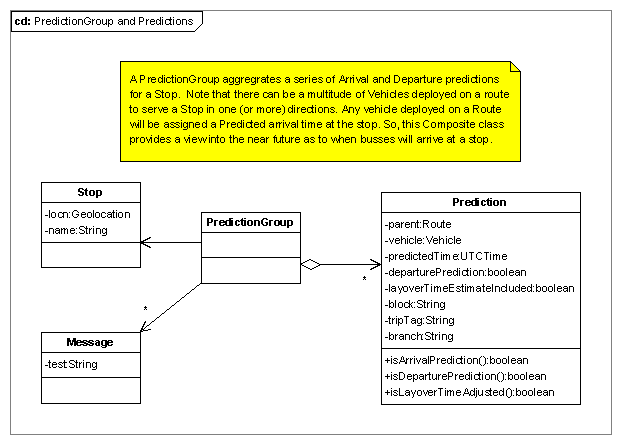 cd: PredictionGroup and Predictions
A PredictionGroup aggregrates a series of Arrival and Departure predictions
for a Stop. Note that there can be a multitude of Vehicles deployed on a route
to serve a Stop in one (or more) directions. Any vehicle deployed on a Route
will be assigned a Predicted arrival time at the stop. So, this Composite class
provides a view into the near future as to when busses will arrive at a stop.
Stop
-locn:Geolocation
-name:String
PredictionGroup
Prediction
-parent:Route
-vehicle:Vehicle
-predictedTime:UTCTime
-departurePrediction:boolean
-layoverTimeEstimateIncluded:boolean
-block:String
-tripTag:String
-branch:String
+isArrivalPrediction():boolean
+isDeparturePrediction():boolean
+isLayoverTimeAdjusted():boolean
*
*
Message
-test:String